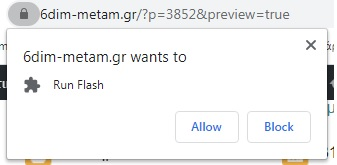 6dim-metam.gr/?p=3852&preview=true
6dim-metam.gr wants to
Run Flash
Allow Block